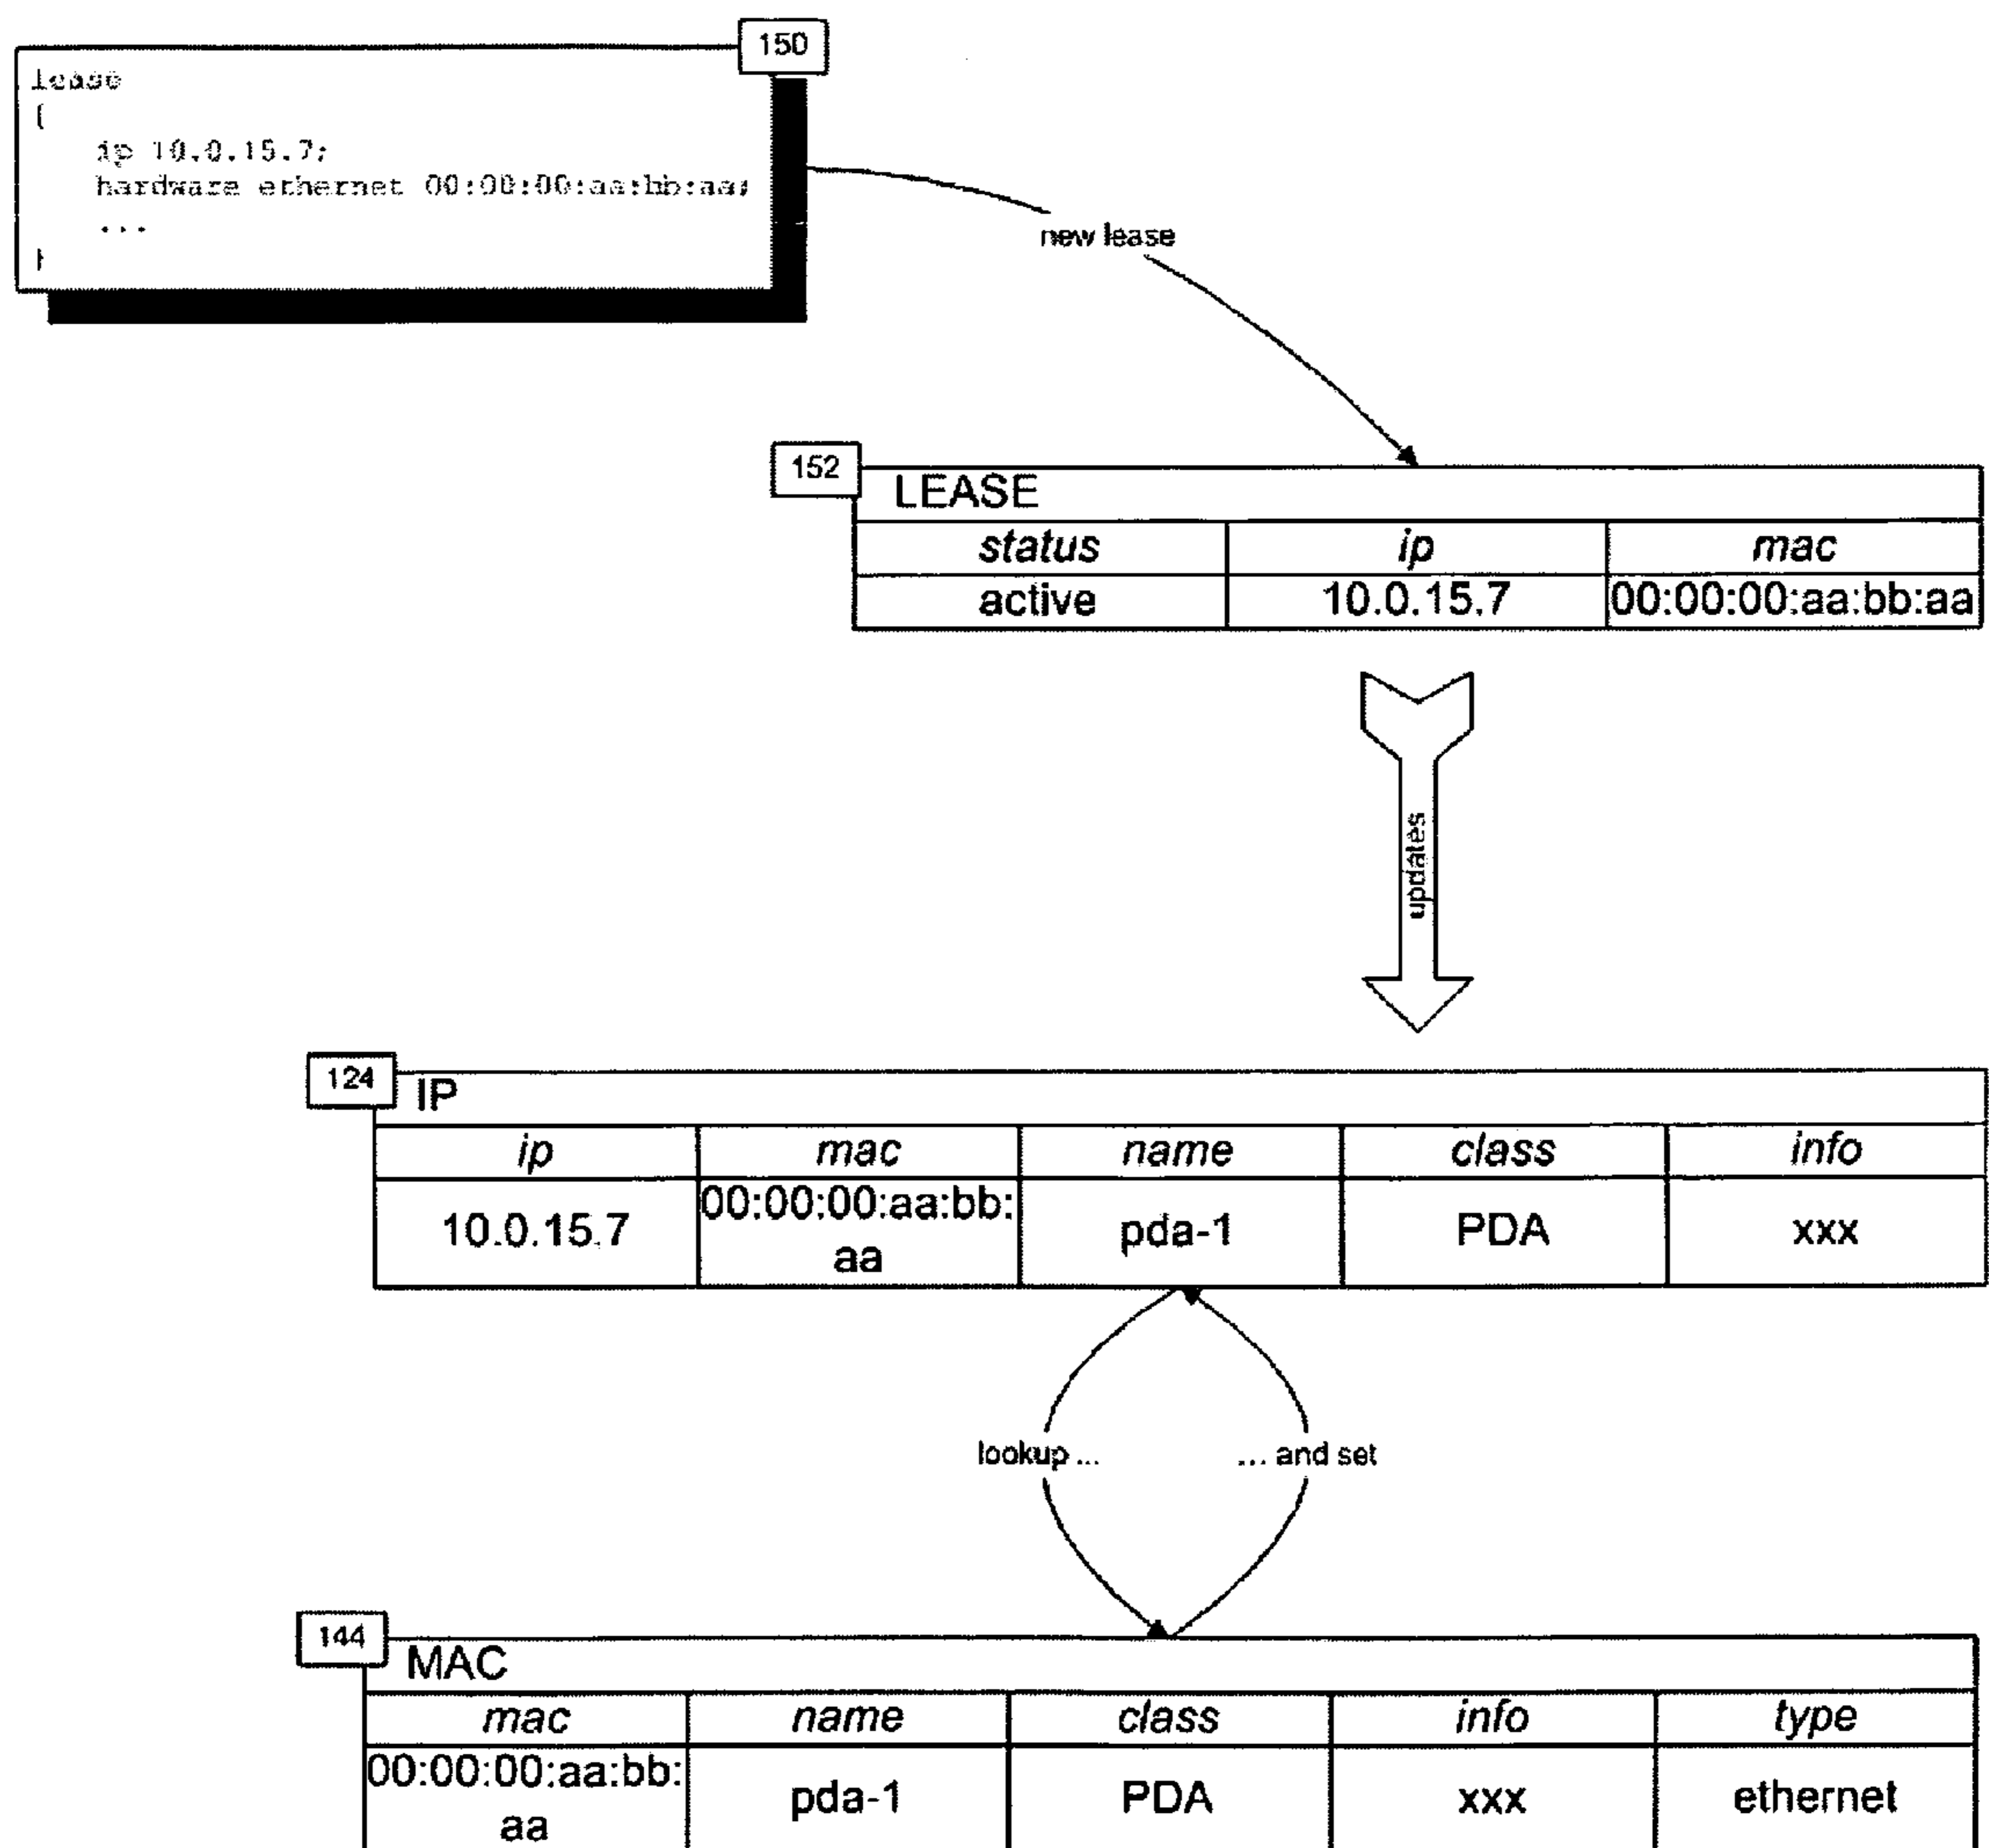 150
lease
{
ip 10.0.15.7;
hardware ethernet 00:00:00:aa:bb:aa;
...
}
new lease
152
LEASE
status ip mac
active 10.0.15.7 00:00:00:aa:bb:aa
updates
124
IP
ip mac name class info
10.0.15.7 00:00:00:aa:bb:
aa pda-1 PDA xxx
lookup ... ... and set
144
MAC
mac name class info type
00:00:00:aa:bb:
aa pda-1 PDA xxx ethernet